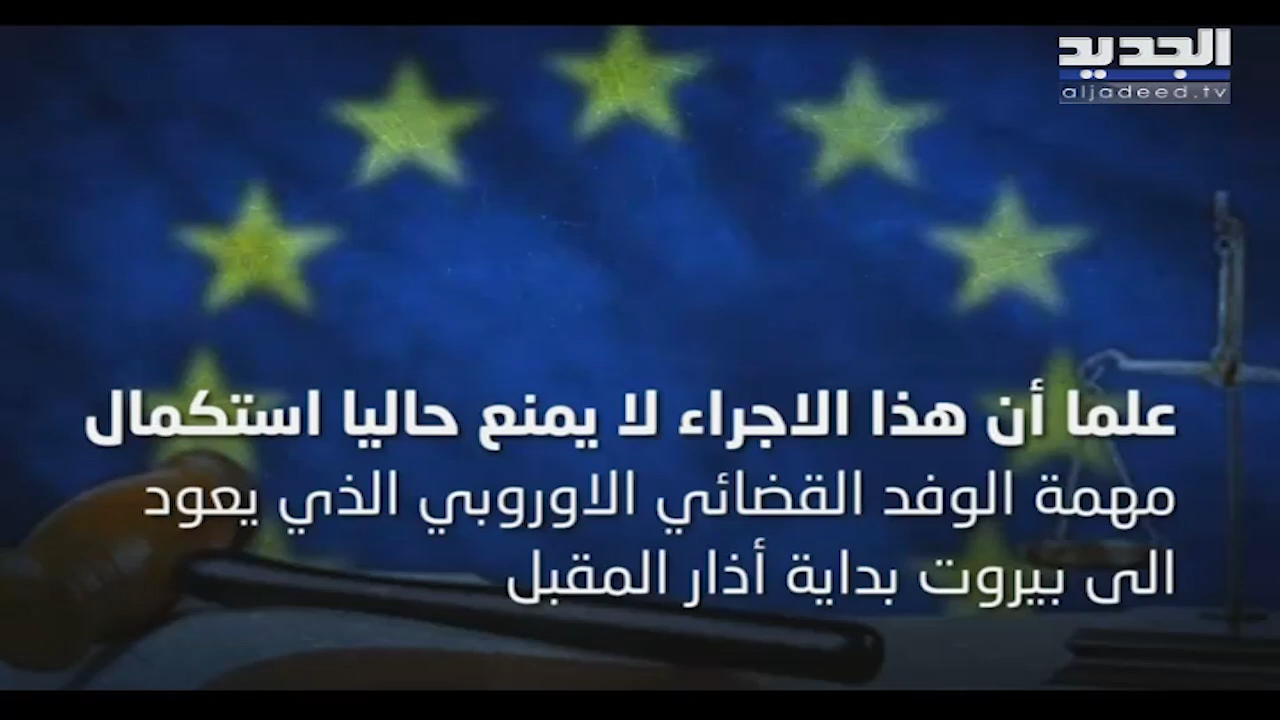 الجديد
aljadeed.tv
علما أن هذا الاجراء لا يمنع حاليا استكمال
مهمة الوفد القضائي الاوروبي الذي يعود
الى بيروت بداية أذار المقبل